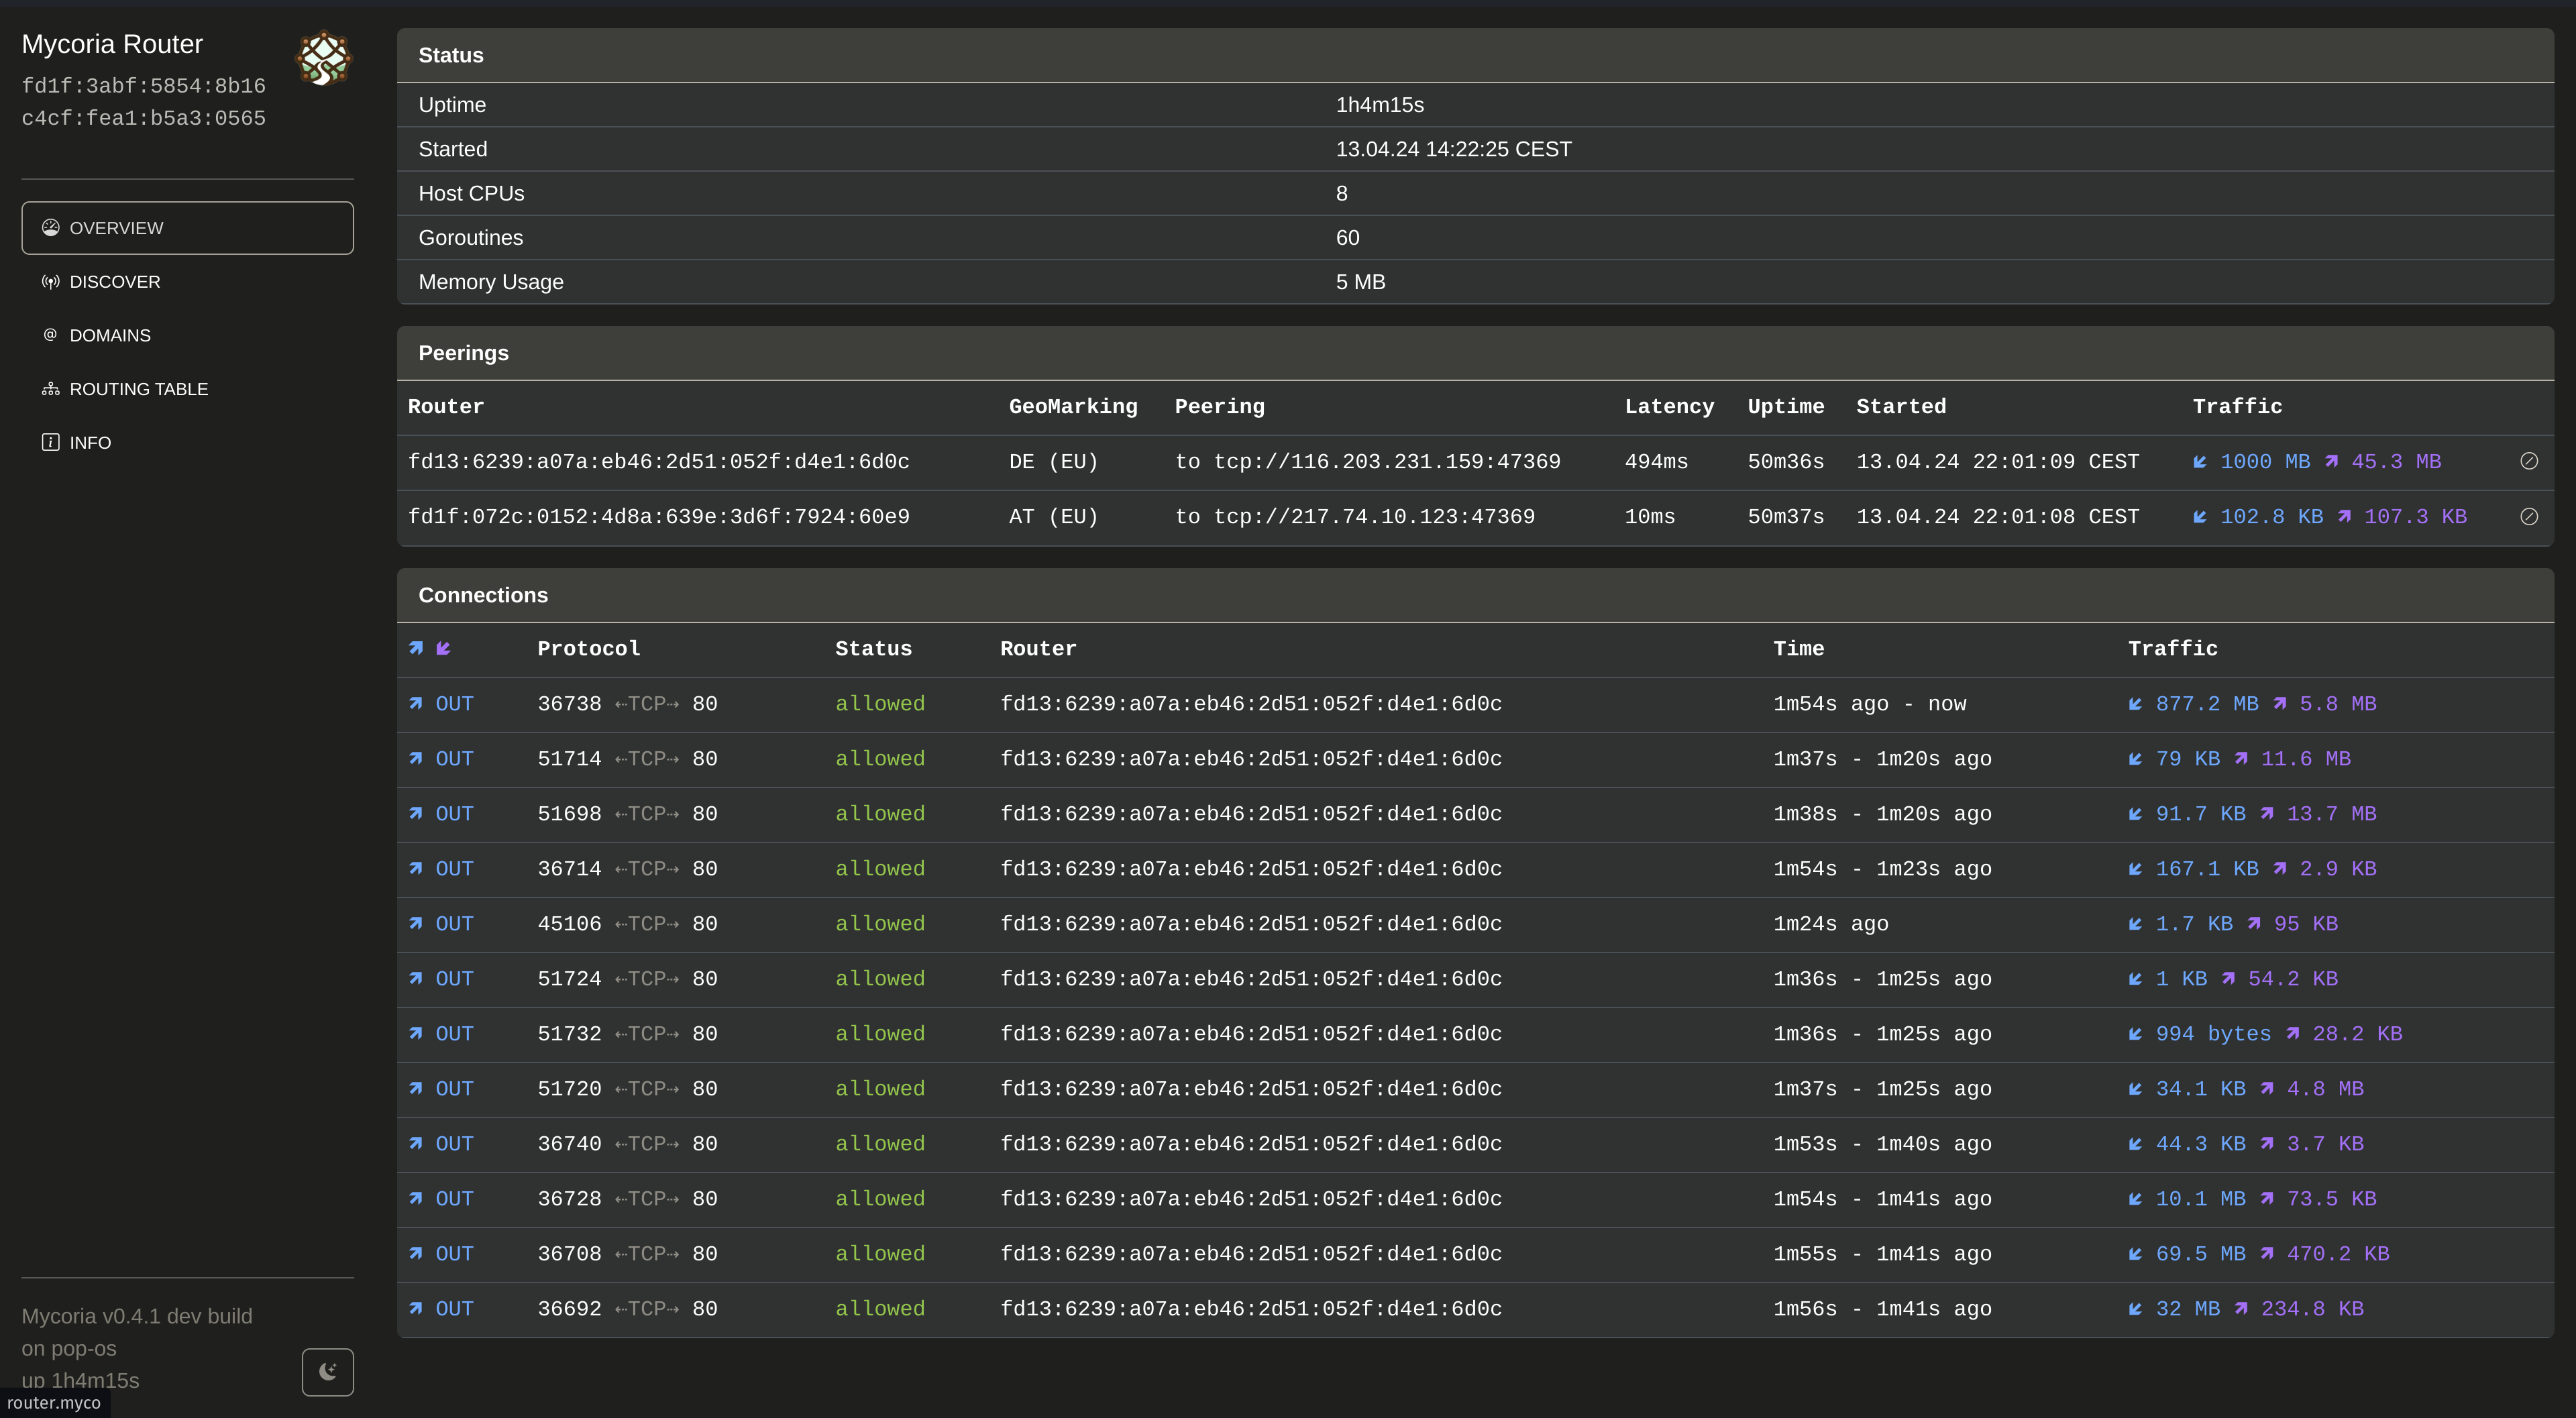 Mycoria Router
fd1f:3abf:5854:8b16
c4cf:fea1:b5a3:0565
OVERVIEW
DISCOVER
DOMAINS
ROUTING TABLE
INFO
Mycoria v0.4.1 dev build
on pop-os
up 1h4m15s
router.myco
Status
Uptime 1h4m15s
Started 13.04.24 14:22:25 CEST
Host CPUs 8
Goroutines 60
Memory Usage 5 MB
Peerings
Router GeoMarking Peering Latency Uptime Started Traffic
fd13:6239:a07a:eb46:2d51:052f:d4e1:6d0c DE (EU) to tcp://116.203.231.159:47369 494ms 50m36s 13.04.24 22:01:09 CEST 1000 MB 45.3 MB
fd1f:072c:0152:4d8a:639e:3d6f:7924:60e9 AT (EU) to tcp://217.74.10.123:47369 10ms 50m37s 13.04.24 22:01:08 CEST 102.8 KB 107.3 KB
Connections
Protocol Status Router Time Traffic
OUT 36738 ←TCP→ 80 allowed fd13:6239:a07a:eb46:2d51:052f:d4e1:6d0c 1m54s ago - now 877.2 MB 5.8 MB
OUT 51714 ←TCP→ 80 allowed fd13:6239:a07a:eb46:2d51:052f:d4e1:6d0c 1m37s - 1m20s ago 79 KB 11.6 MB
OUT 51698 ←TCP→ 80 allowed fd13:6239:a07a:eb46:2d51:052f:d4e1:6d0c 1m38s - 1m20s ago 91.7 KB 13.7 MB
OUT 36714 ←TCP→ 80 allowed fd13:6239:a07a:eb46:2d51:052f:d4e1:6d0c 1m54s - 1m23s ago 167.1 KB 2.9 KB
OUT 45106 ←TCP→ 80 allowed fd13:6239:a07a:eb46:2d51:052f:d4e1:6d0c 1m24s ago 1.7 KB 95 KB
OUT 51724 ←TCP→ 80 allowed fd13:6239:a07a:eb46:2d51:052f:d4e1:6d0c 1m36s - 1m25s ago 1 KB 54.2 KB
OUT 51732 ←TCP→ 80 allowed fd13:6239:a07a:eb46:2d51:052f:d4e1:6d0c 1m36s - 1m25s ago 994 bytes 28.2 KB
OUT 51720 ←TCP→ 80 allowed fd13:6239:a07a:eb46:2d51:052f:d4e1:6d0c 1m37s - 1m25s ago 34.1 KB 4.8 MB
OUT 36740 ←TCP→ 80 allowed fd13:6239:a07a:eb46:2d51:052f:d4e1:6d0c 1m53s - 1m40s ago 44.3 KB 3.7 KB
OUT 36728 ←TCP→ 80 allowed fd13:6239:a07a:eb46:2d51:052f:d4e1:6d0c 1m54s - 1m41s ago 10.1 MB 73.5 KB
OUT 36708 ←TCP→ 80 allowed fd13:6239:a07a:eb46:2d51:052f:d4e1:6d0c 1m55s - 1m41s ago 69.5 MB 470.2 KB
OUT 36692 ←TCP→ 80 allowed fd13:6239:a07a:eb46:2d51:052f:d4e1:6d0c 1m56s - 1m41s ago 32 MB 234.8 KB